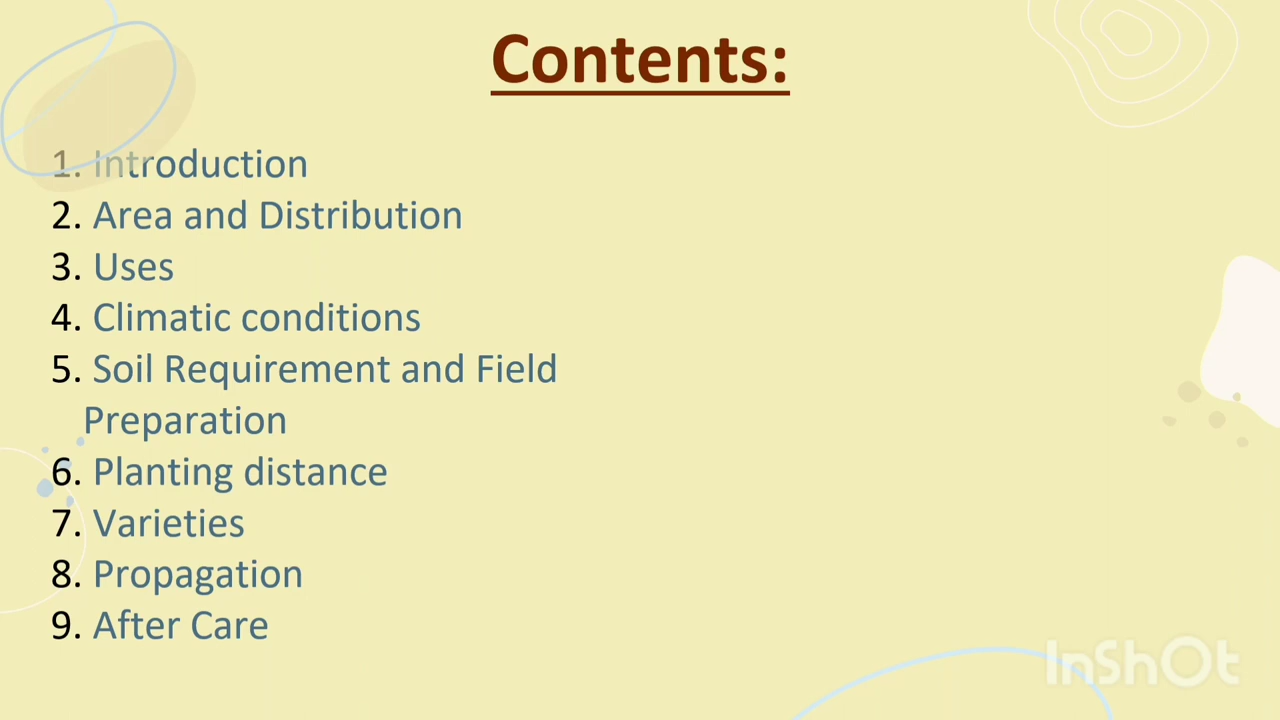 Contents:
1. Introduction
2. Area and Distribution
3. Uses
4. Climatic conditions
5. Soil Requirement and Field
Preparation
6. Planting distance
7. Varieties
8. Propagation
9. After Care
InShOt